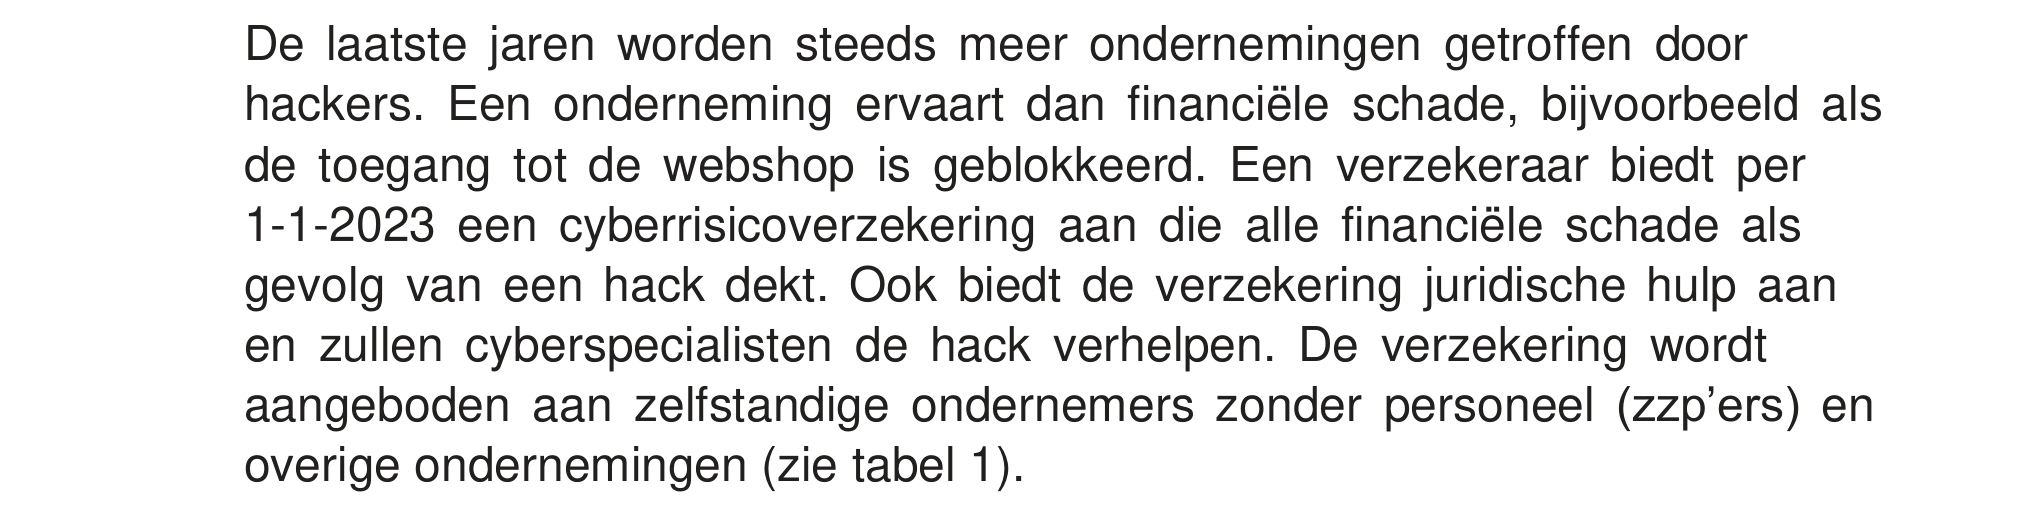 De laatste jaren worden steeds meer ondernemingen getroffen door
hackers. Een onderneming ervaart dan financiële schade, bijvoorbeeld als
de toegang tot de webshop is geblokkeerd. Een verzekeraar biedt per
1-1-2023 een cyberrisicoverzekering aan die alle financiële schade als
gevolg van een hack dekt. Ook biedt de verzekering juridische hulp aan
en zullen cyberspecialisten de hack verhelpen. De verzekering wordt
aangeboden aan zelfstandige ondernemers zonder personeel (zzp’ers) en
overige ondernemingen (zie tabel 1).